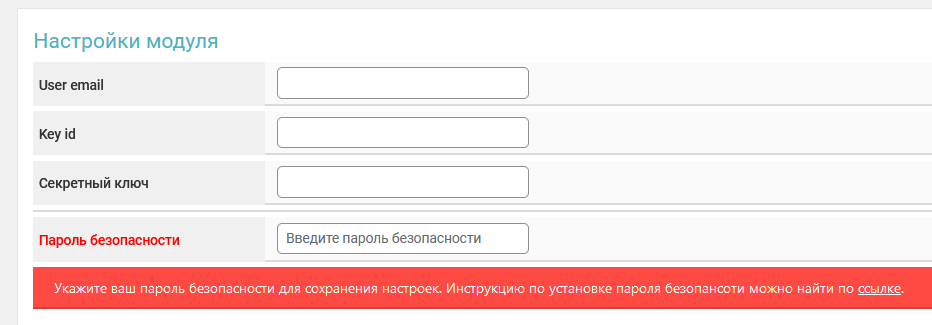 Настройки модуля
User email
Key id
Секретный ключ
Пароль безопасности
Введите пароль безопасности
Укажите ваш пароль безопасности для сохранения настроек. Инструкцию по установке пароля безопансоти можно найти по ссылке.